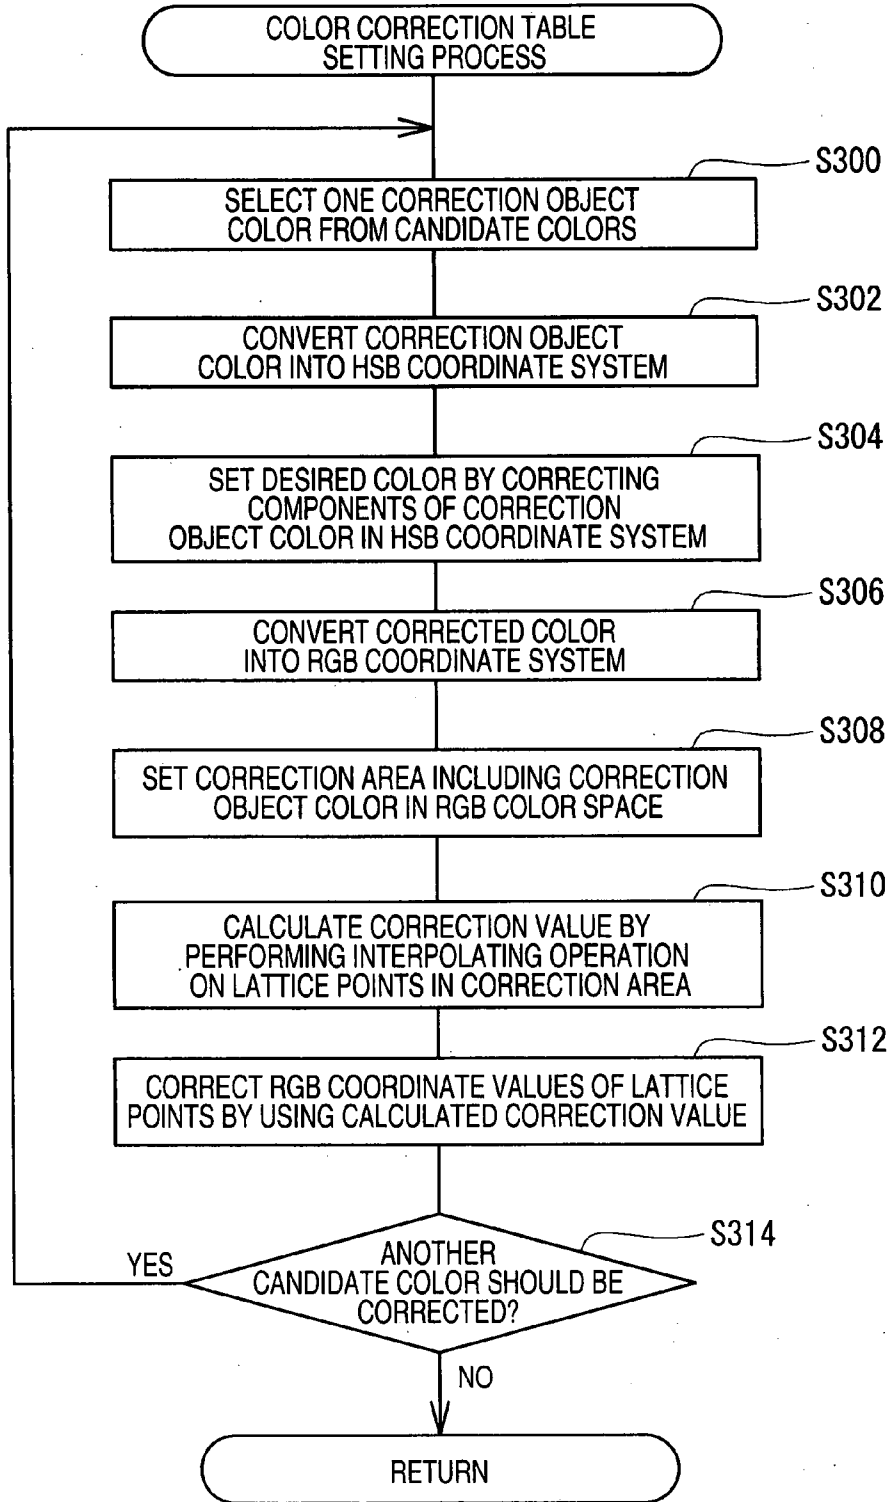 COLOR CORRECTION TABLE
SETTING PROCESS
S300
SELECT ONE CORRECTION OBJECT
COLOR FROM CANDIDATE COLORS
S302
CONVERT CORRECTION OBJECT
COLOR INTO HSB COORDINATE SYSTEM
S304
SET DESIRED COLOR BY CORRECTING
COMPONENTS OF CORRECTION
OBJECT COLOR IN HSB COORDINATE SYSTEM
S306
CONVERT CORRECTED COLOR
INTO RGB COORDINATE SYSTEM
S308
SET CORRECTION AREA INCLUDING CORRECTION
OBJECT COLOR IN RGB COLOR SPACE
S310
CALCULATE CORRECTION VALUE BY
PERFORMING INTERPOLATING OPERATION
ON LATTICE POINTS IN CORRECTION AREA
S312
CORRECT RGB COORDINATE VALUES OF LATTICE
POINTS BY USING CALCULATED CORRECTION VALUE
S314
YES
ANOTHER
CANDIDATE COLOR SHOULD BE
CORRECTED?
NO
RETURN